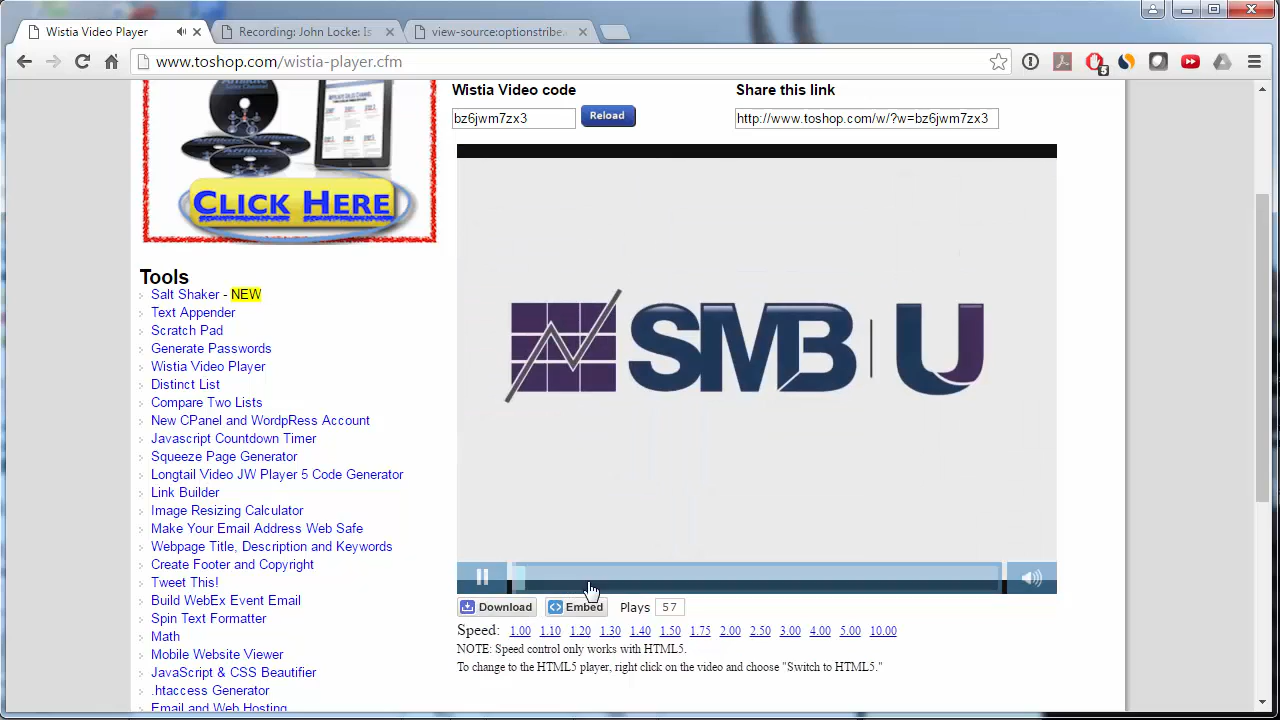 Wistia Video Player
Recording: John Locke: Is
view-source:optionstribe
www.toshop.com/wistia-player.cfm
5
Affiliate
CLICK HERE
Tools
Salt Shaker - NEW
Text Appender
Scratch Pad
Generate Passwords
Wistia Video Player
Distinct List
Compare Two Lists
New CPanel and WordPress Account
Javascript Countdown Timer
Squeeze Page Generator
Longtail Video JW Player 5 Code Generator
Link Builder
Image Resizing Calculator
Make Your Email Address Web Safe
Webpage Title, Description and Keywords
Create Footer and Copyright
Tweet This!
Build WebEx Event Email
Spin Text Formatter
Math
Mobile Website Viewer
JavaScript & CSS Beautifier
.htaccess Generator
Email and Web Hosting
Wistia Video code
bz6jwm7zx3
Reload
Share this link
http://www.toshop.com/w/?w=bz6jwm7zx3
SMB | U
Download
Embed
Plays 57
Speed: 1.00 1.10 1.20 1.30 1.40 1.50 1.75 2.00 2.50 3.00 4.00 5.00 10.00
NOTE: Speed control only works with HTML5.
To change to the HTML5 player, right click on the video and choose "Switch to HTML5."